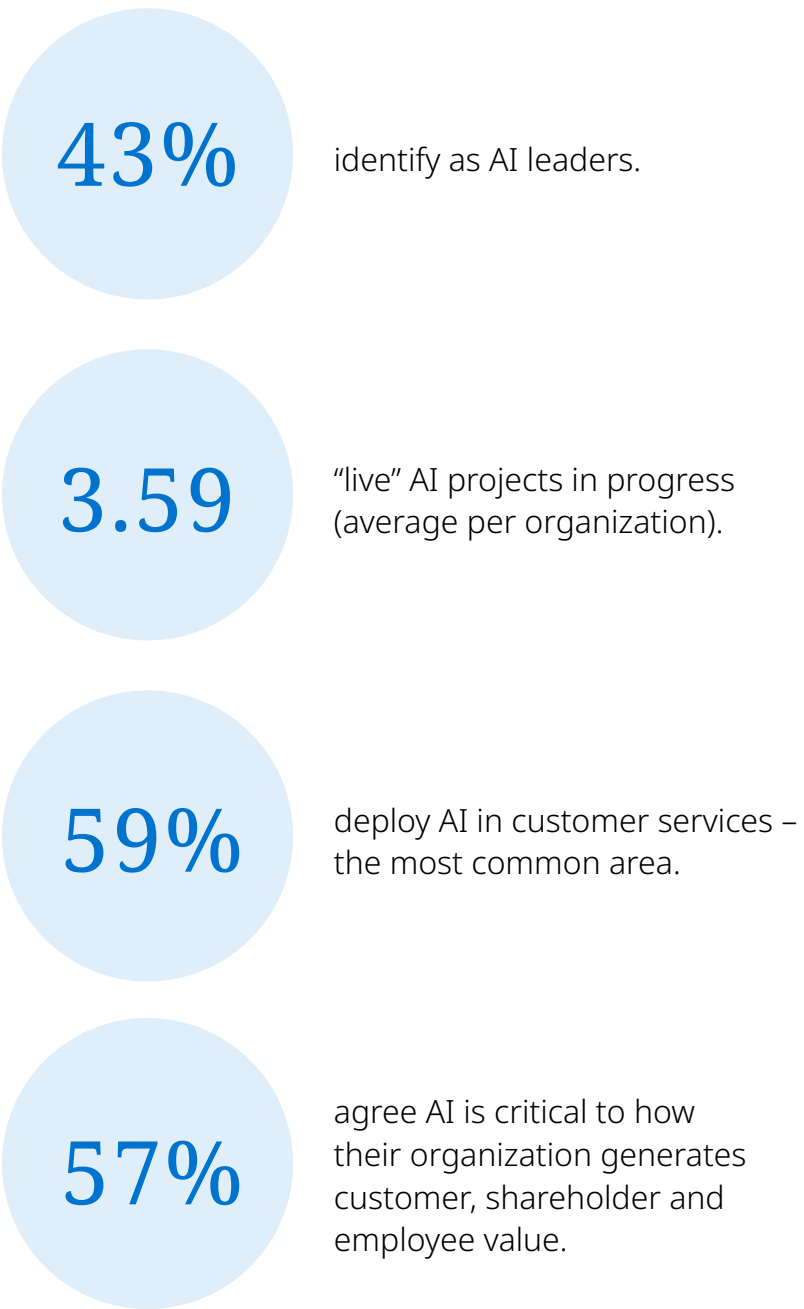 43%
identify as AI leaders.
3.59
“live” AI projects in progress
(average per organization).
59%
deploy AI in customer services –
the most common area.
57%
agree AI is critical to how
their organization generates
customer, shareholder and
employee value.